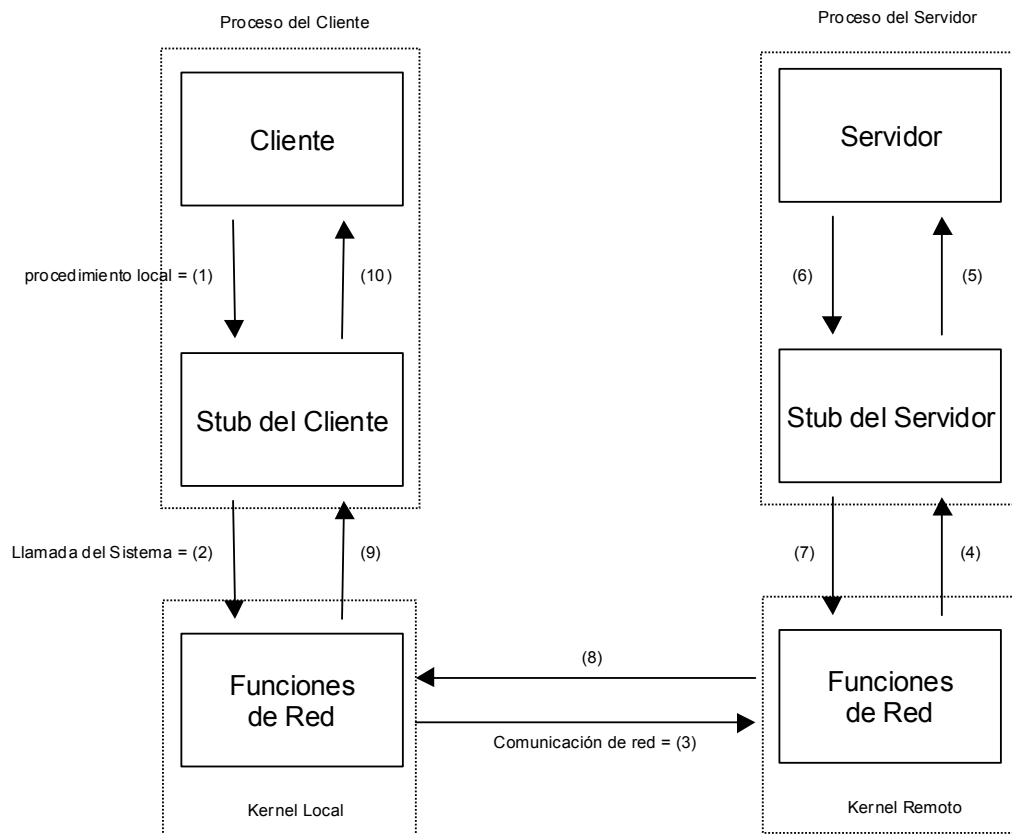 Proceso del Cliente
Proceso del Servidor
Cliente
Servidor
procedimiento local = (1)
(10)
(6)
(5)
Stub del Cliente
Stub del Servidor
Llamada del Sistema = (2)
(9)
(7)
(4)
Funciones
de Red
(8)
Comunicación de red = (3)
Funciones
de Red
Kernel Local
Kernel Remoto